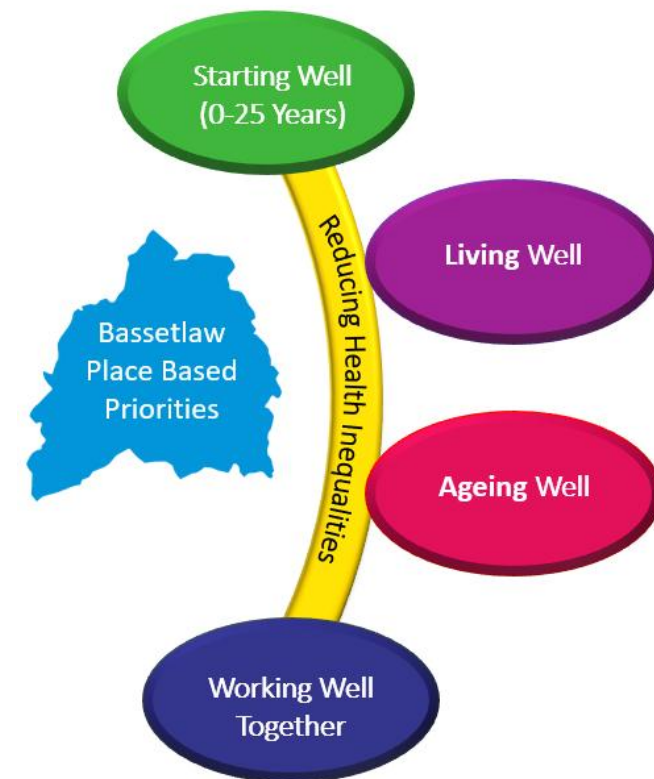 Starting Well
(0-25 Years)
Reducing Health Inequalities
Living Well
Bassetlaw
Place Based
Priorities
Ageing Well
Working Well
Together